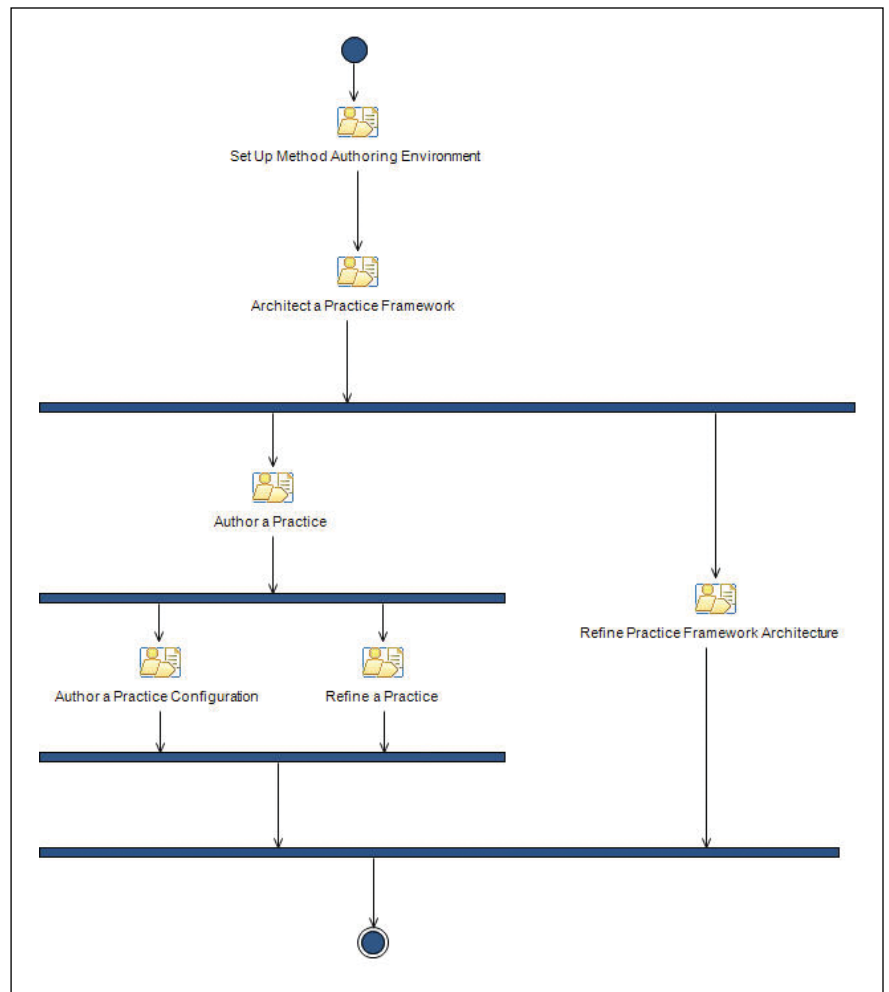 Set Up Method Authoring Environment
Architect a Practice Framework
Author a Practice
Refine Practice Framework Architecture
Author a Practice Configuration
Refine a Practice